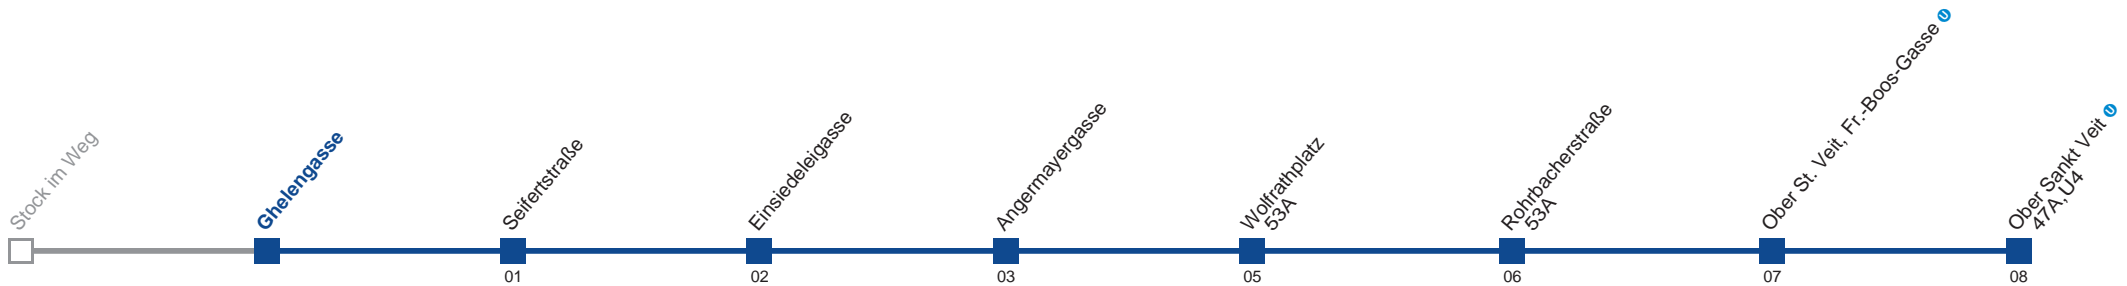 Stock im Weg
Ghelengasse
Seifertstraße
Einsiedeleigasse
Angermayergasse
Wolfrathplatz
53A
Rohrbacherstraße
53A
Ober St. Veit, Fr.-Boos-Gasse U
Ober Sankt Veit U
47A,U4
01
02
03
05
06
07
08